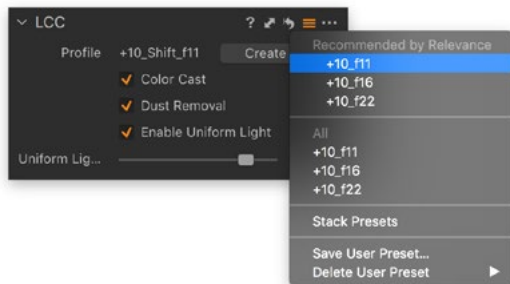 LCC
Profile +10_Shift_f11 Create
Color Cast
Dust Removal
Enable Uniform Light
Uniform Lig...
Recommended by Relevance
+10_f11
+10_f16
+10_f22
All
+10_f11
+10_f16
+10_f22
Stack Presets
Save User Preset...
Delete User Preset